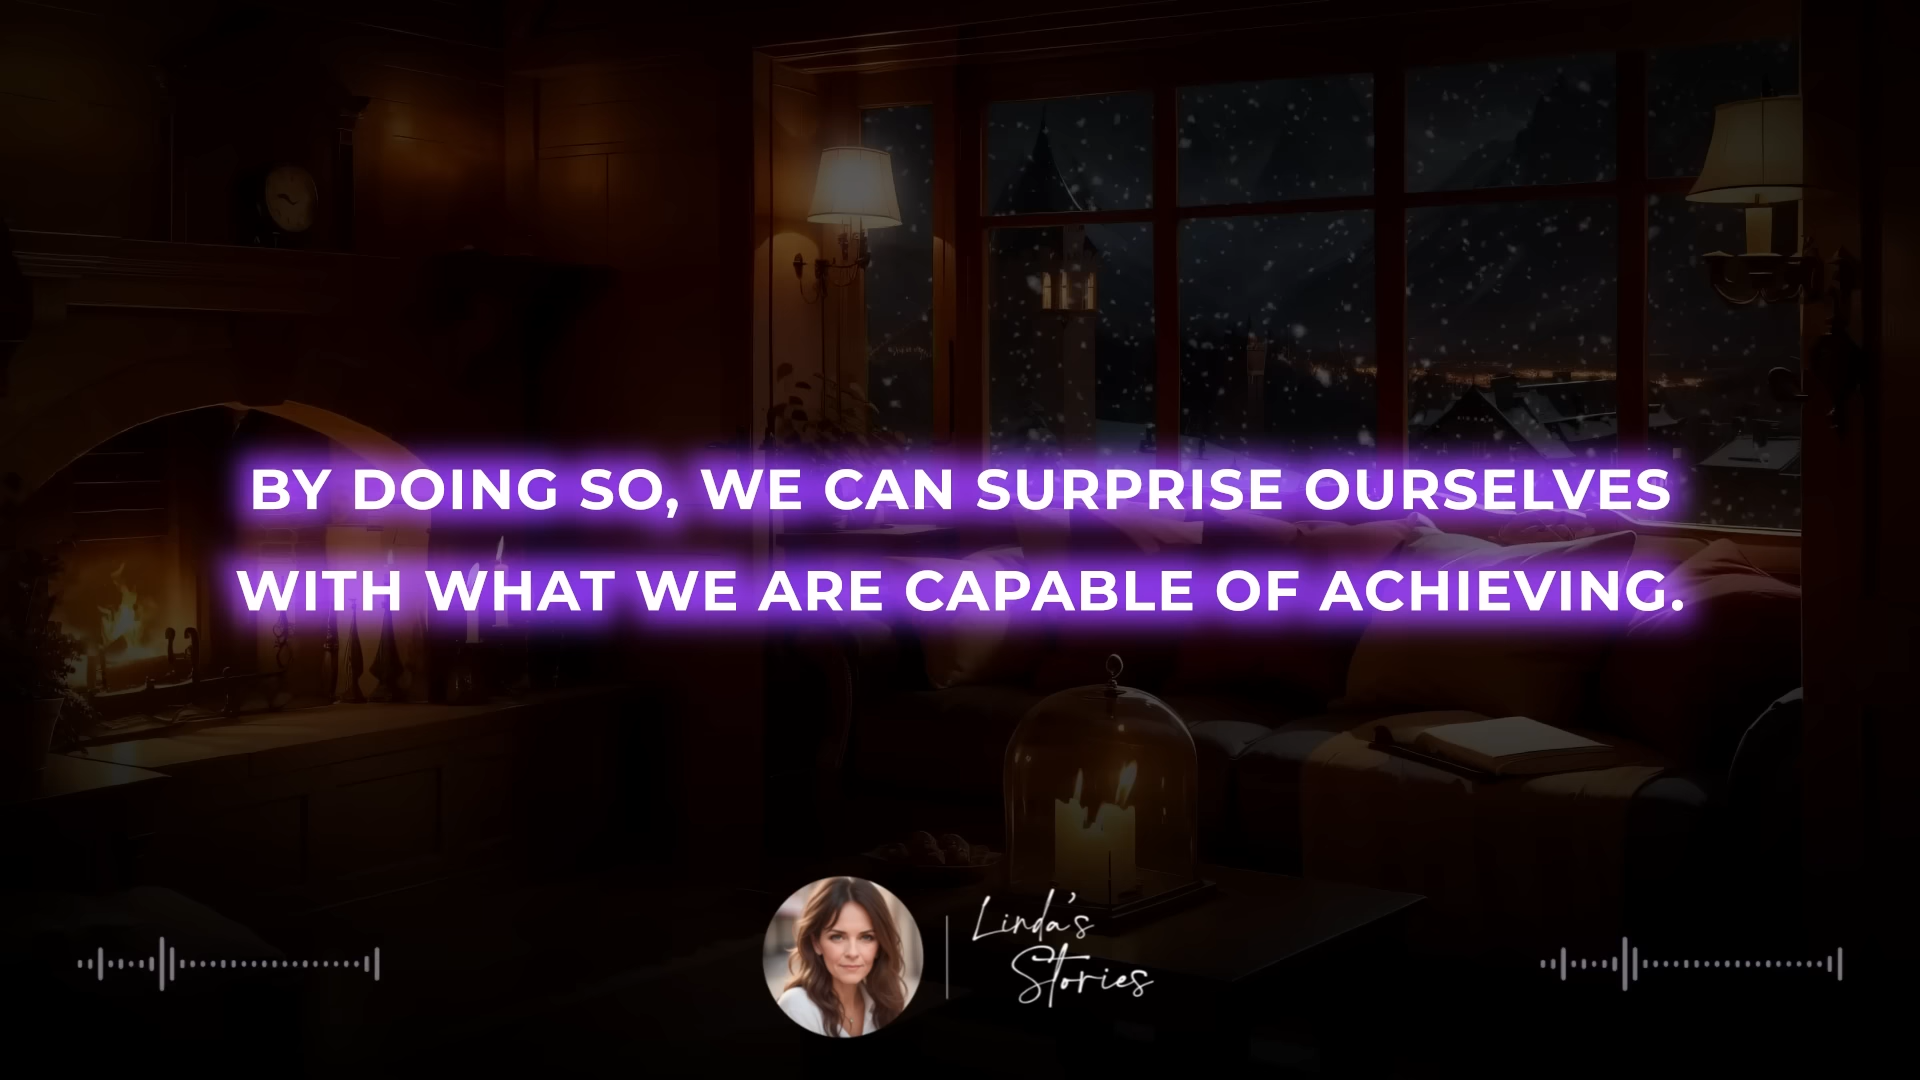 BY DOING SO, WE CAN SURPRISE OURSELVES
WITH WHAT WE ARE CAPABLE OF ACHIEVING.
Linda's
Stories